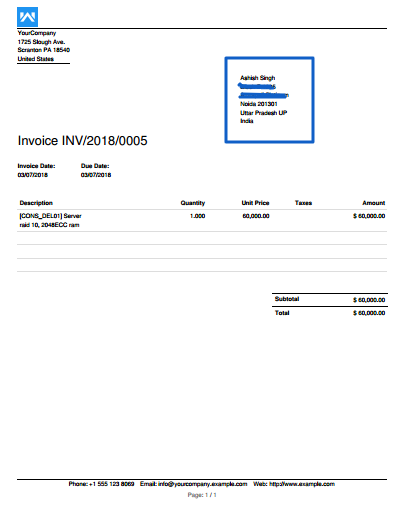 YourCompany
1725 Slough Ave.
Scranton PA 18540
United States
Ashish Singh
Noida 201301
Uttar Pradesh UP
India
Invoice INV/2018/0005
Invoice Date: Due Date:
03/07/2018 03/07/2018
Description Quantity Unit Price Taxes Amount
[CONS_DEL01] Server 1.000 60,000.00 $ 60,000.00
raid 10, 2048ECC ram
Subtotal $ 60,000.00
Total $ 60,000.00
Phone: +1 555 123 8069 Email: info@yourcompany.example.com Web: http://www.example.com
Page: 1 / 1